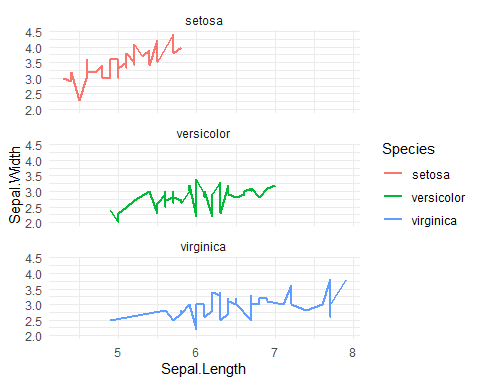 setosa
4.5
4.0
3.5
3.0
2.5
2.0
versicolor
4.5
4.0
3.5
3.0
2.5
2.0
virginica
4.5
4.0
3.5
3.0
2.5
2.0
5
6
7
8
Sepal.Length
Sepal.Width
Species
setosa
versicolor
virginica